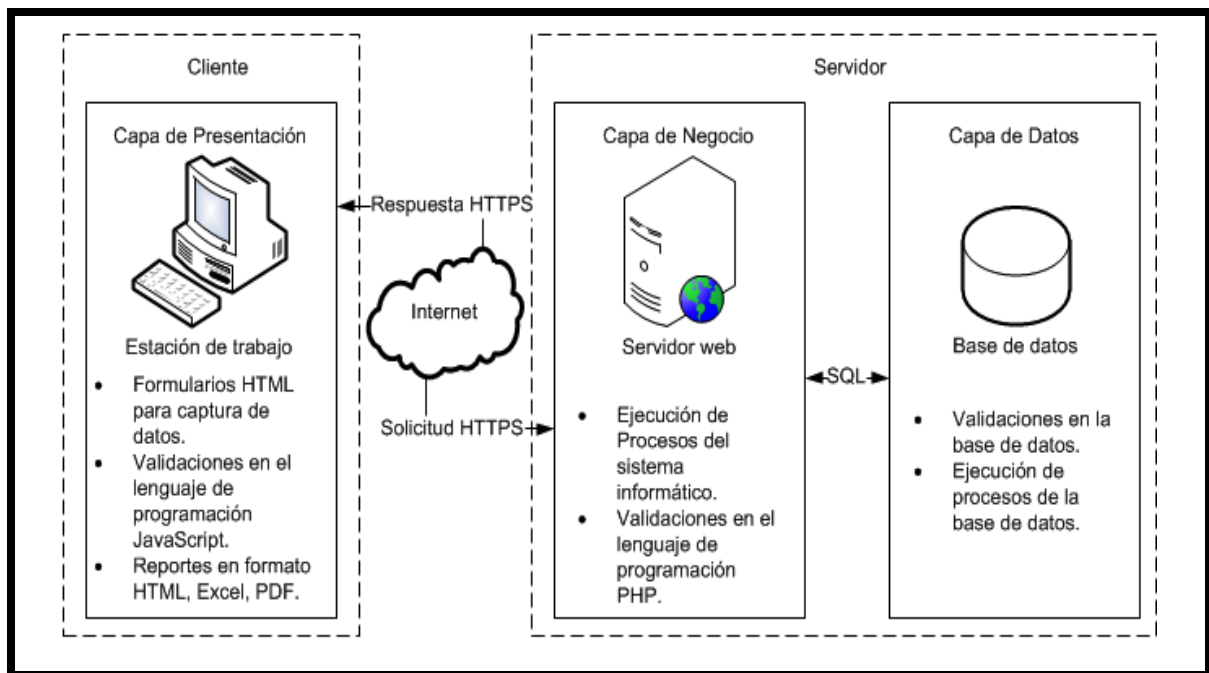 Cliente
Servidor
Capa de Presentación
Estación de trabajo
• Formularios HTML
para captura de
datos.
• Validaciones en el
lenguaje de
programación
JavaScript.
• Reportes en formato
HTML, Excel, PDF.
Respuesta HTTPS
Internet
Solicitud HTTPS
Capa de Negocio
Servidor web
• Ejecución de
Procesos del
sistema
informático.
• Validaciones en el
lenguaje de
programación
PHP.
SQL
Capa de Datos
Base de datos
• Validaciones en la
base de datos.
• Ejecución de
procesos de la
base de datos.